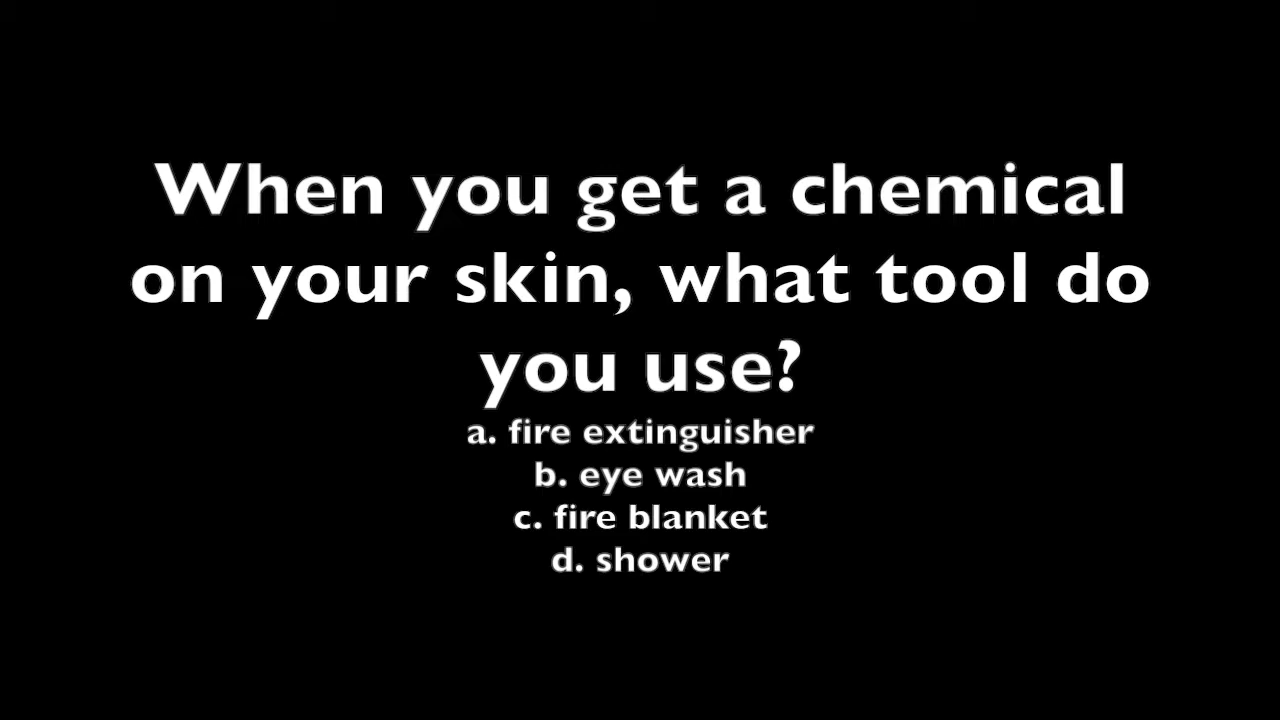 When you get a chemical
on your skin, what tool do
you use?
a. fire extinguisher
b. eye wash
c. fire blanket
d. shower